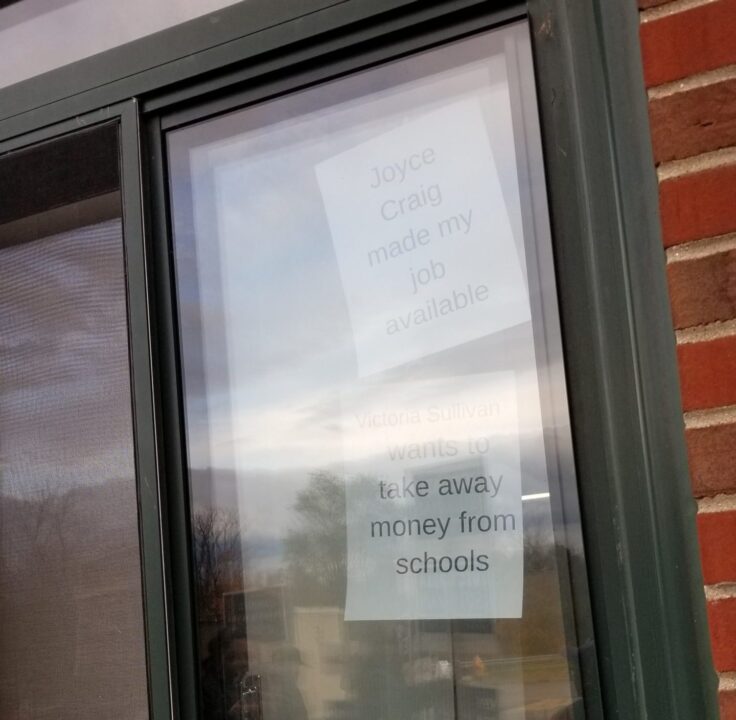 Joyce
Craig
made my
job
available
Victoria Sullivan
wants to
take away
money from
schools